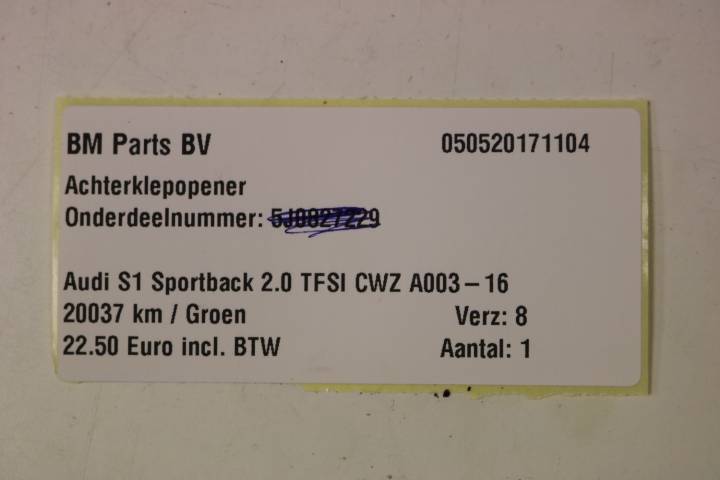 BM Parts BV 050520171104
Achterklepopener
Onderdeelnummer: 5J0827229
Audi S1 Sportback 2.0 TFSI CWZ A003-16
20037 km / Groen Verz: 8
22.50 Euro incl. BTW Aantal: 1